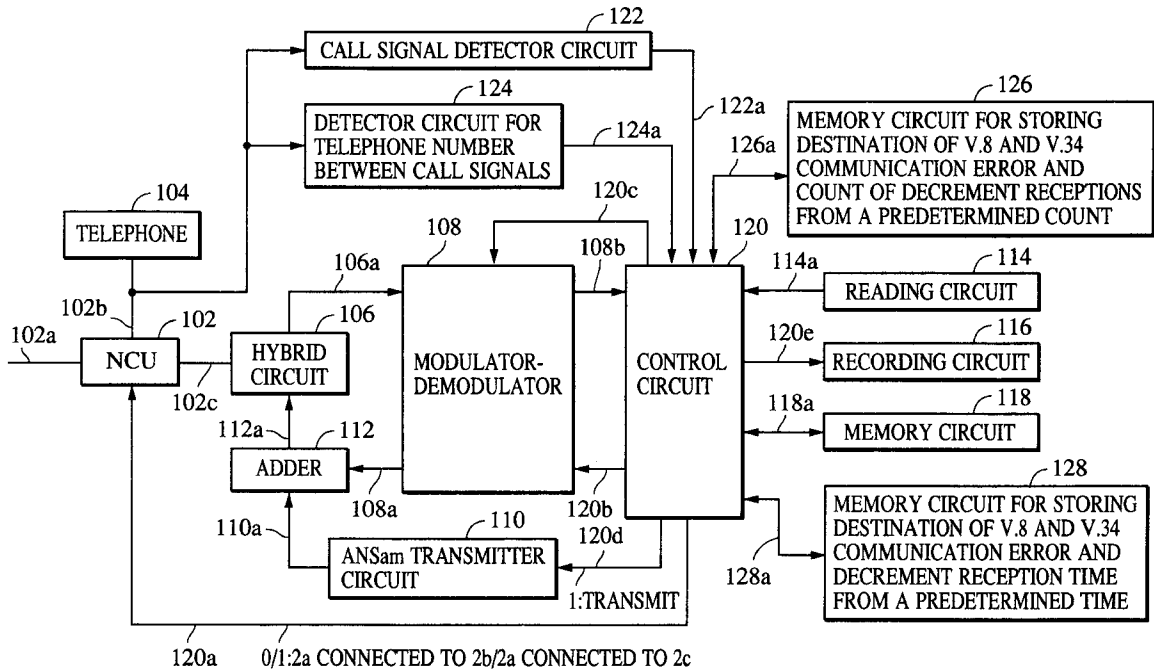 122
CALL SIGNAL DETECTOR CIRCUIT
124
DETECTOR CIRCUIT FOR
TELEPHONE NUMBER
BETWEEN CALL SIGNALS
122a
124a
126
MEMORY CIRCUIT FOR STORING
DESTINATION OF V.8 AND V.34
COMMUNICATION ERROR AND
COUNT OF DECREMENT RECEPTIONS
FROM A PREDETERMINED COUNT
126a
104
TELEPHONE
120c
108
108b
120
106a
106
102b
102
102a
NCU
102c
HYBRID
CIRCUIT
MODULATOR-
DEMODULATOR
CONTROL
CIRCUIT
114a
114
READING CIRCUIT
120e
116
RECORDING CIRCUIT
118a
118
MEMORY CIRCUIT
112a
112
ADDER
108a
120b
110a
110
ANSam TRANSMITTER
CIRCUIT
120d
1:TRANSMIT
128
MEMORY CIRCUIT FOR STORING
DESTINATION OF V.8 AND V.34
COMMUNICATION ERROR AND
DECREMENT RECEPTION TIME
FROM A PREDETERMINED TIME
128a
120a
0/1:2a CONNECTED TO 2b/2a CONNECTED TO 2c